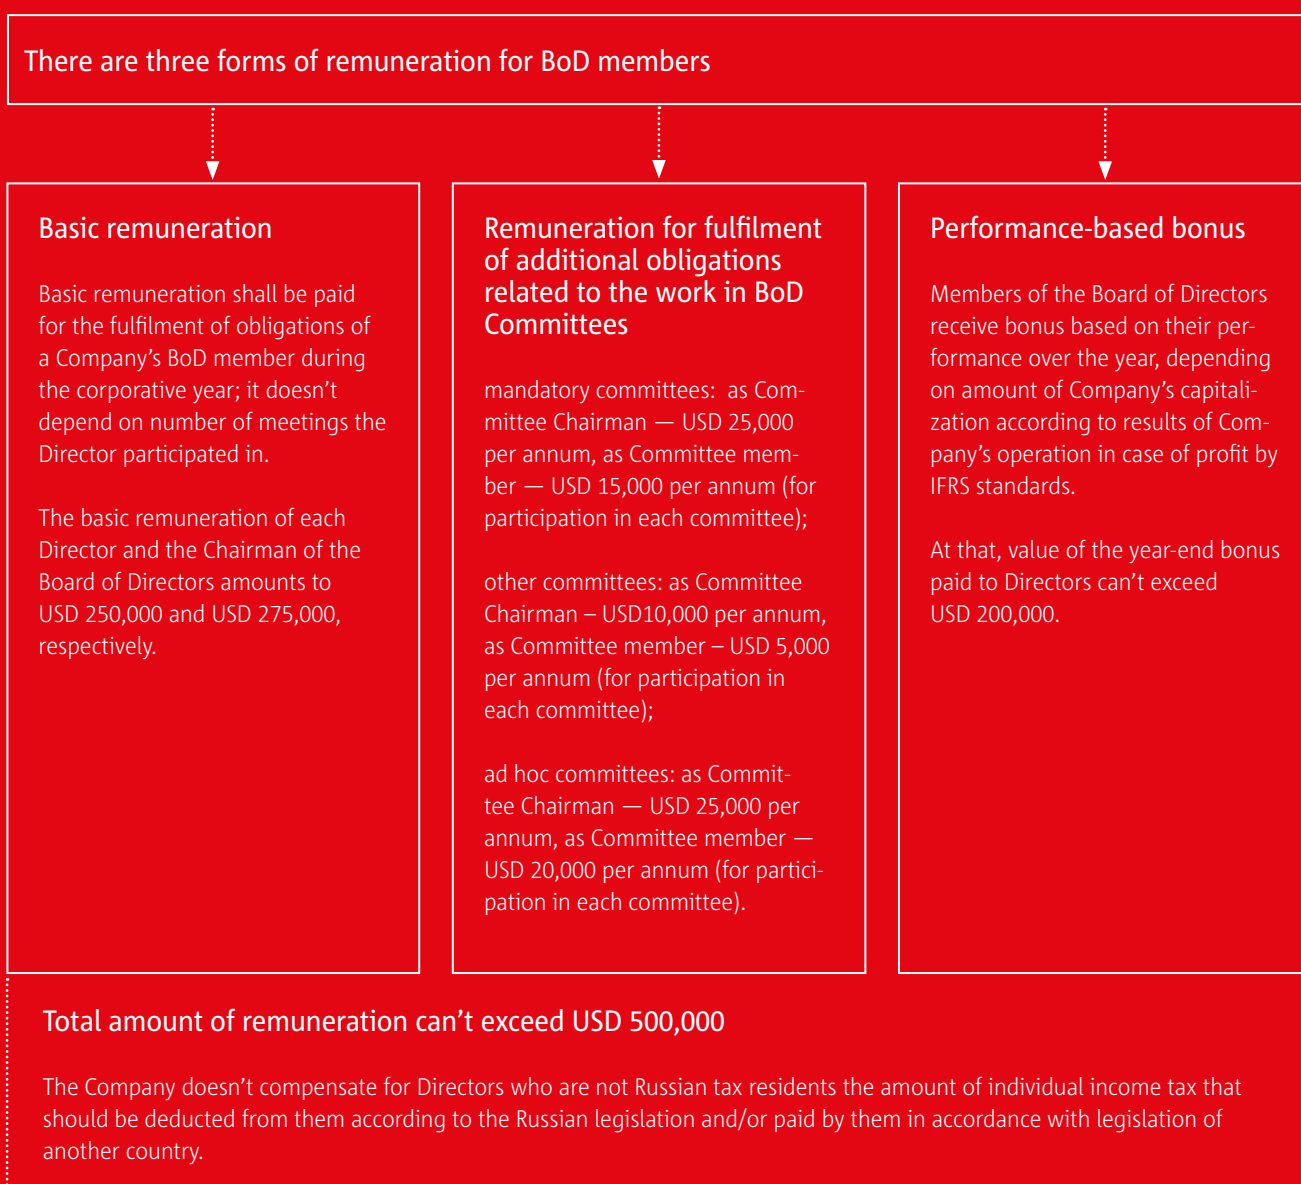 There are three forms of remuneration for BoD members
Basic remuneration
Basic remuneration shall be paid
for the fulfilment of obligations of
a Company's BoD member during
the corporative year; it doesn't
depend on number of meetings the
Director participated in.
The basic remuneration of each
Director and the Chairman of the
Board of Directors amounts to
USD 250,000 and USD 275,000,
respectively.
Remuneration for fulfilment
of additional obligations
related to the work in BoD
Committees
mandatory committees:  as Com-
mittee Chairman — USD 25,000
per annum, as Committee mem-
ber — USD 15,000 per annum (for
participation in each committee);
other committees: as Committee
Chairman – USD10,000 per annum,
as Committee member – USD 5,000
per annum (for participation in
each committee);
ad hoc committees: as Commit-
tee Chairman — USD 25,000 per
annum, as Committee member —
USD 20,000 per annum (for partici-
pation in each committee).
Performance-based bonus
Members of the Board of Directors
receive bonus based on their per-
formance over the year, depending
on amount of Company's capitali-
zation according to results of Com-
pany's operation in case of profit by
IFRS standards.
At that, value of the year-end bonus
paid to Directors can't exceed
USD 200,000.
Total amount of remuneration can't exceed USD 500,000
The Company doesn't compensate for Directors who are not Russian tax residents the amount of individual income tax that
should be deducted from them according to the Russian legislation and/or paid by them in accordance with legislation of
another country.